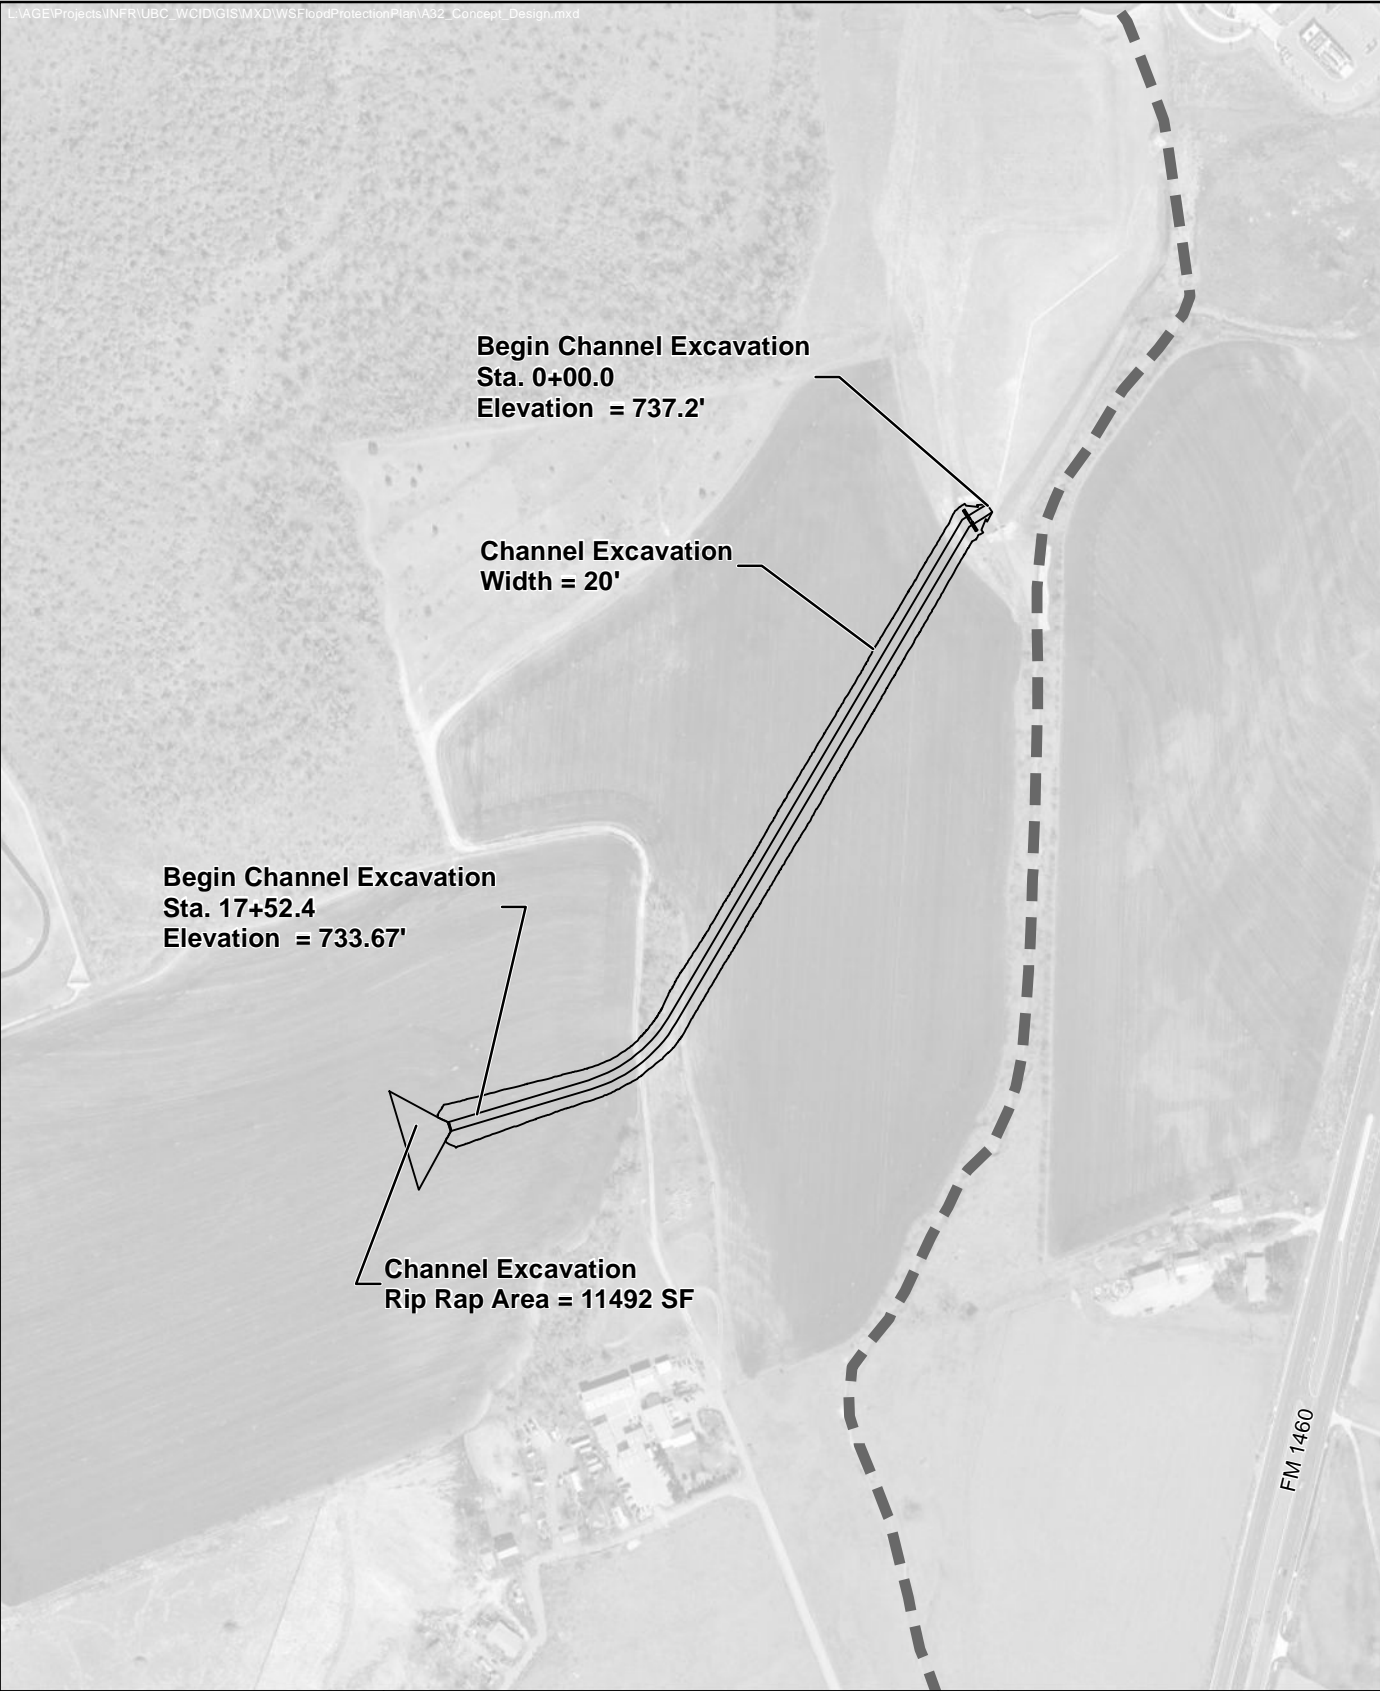 L:\AGE\Projects\INFR\UBC_WCID\GIS\MXD\WSFloodProtectionPlan\A32_Concept_Design.mxd
Begin Channel Excavation
Sta. 0+00.0
Elevation = 737.2'
Channel Excavation
Width = 20'
Begin Channel Excavation
Sta. 17+52.4
Elevation = 733.67'
Channel Excavation
Rip Rap Area = 11492 SF
FM 1460